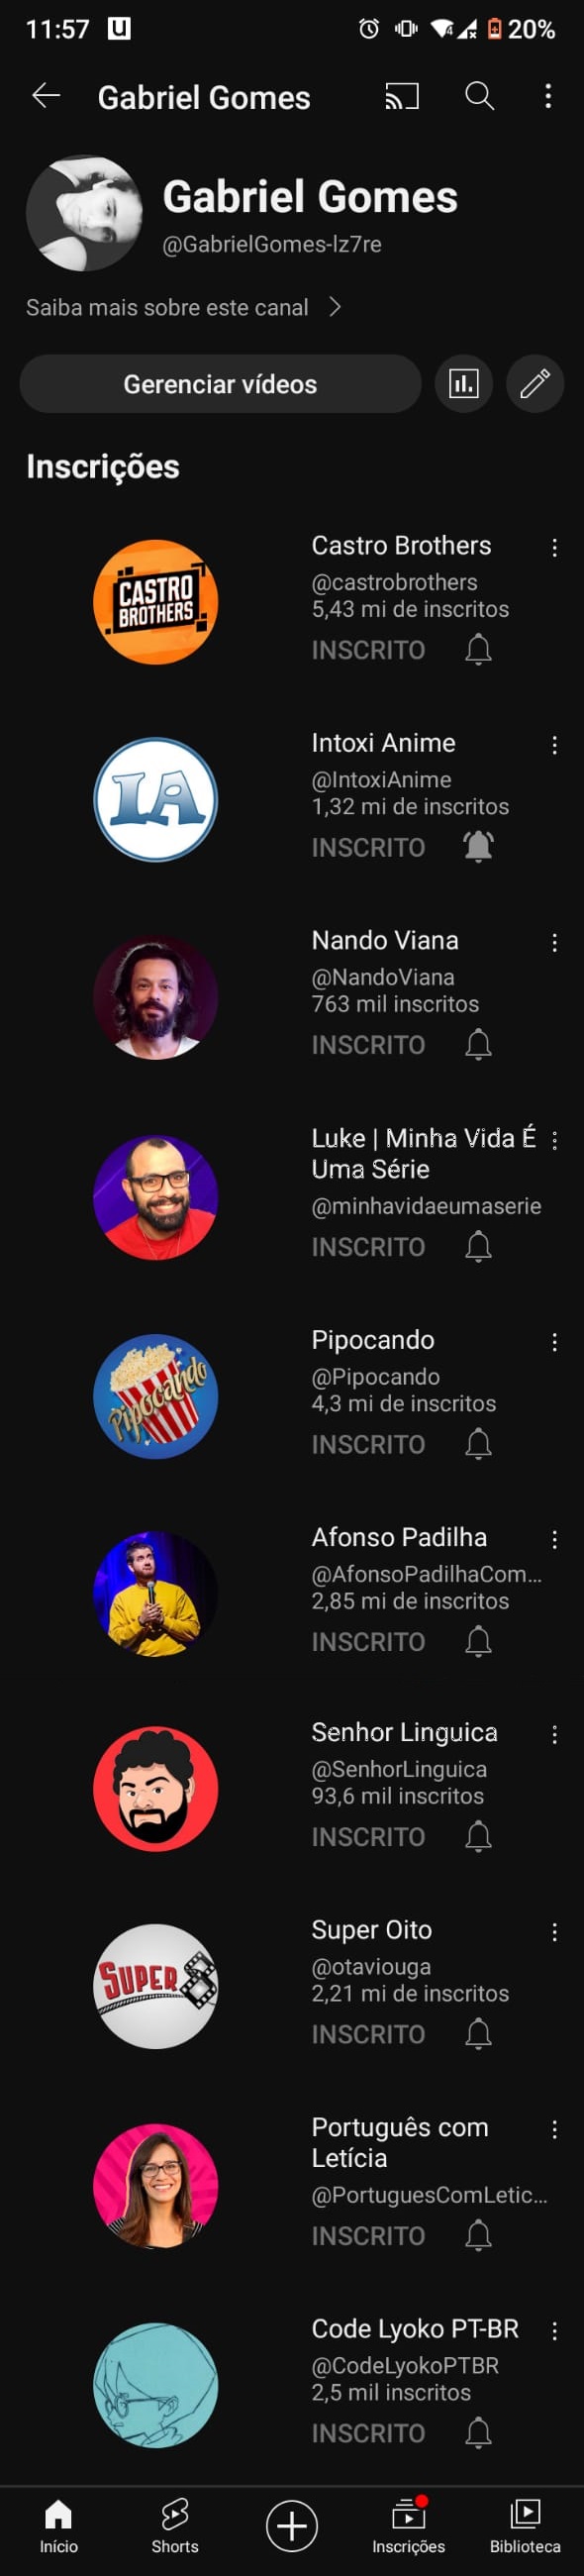 11:57
20%
Gabriel Gomes
Gabriel Gomes
@GabrielGomes-lz7re
Saiba mais sobre este canal
Gerenciar vídeos
Inscrições
CASTRO
BROTHERS
Castro Brothers
@castrobrothers
5,43 mi de inscritos
INSCRITO
IA
Intoxi Anime
@IntoxiAnime
1,32 mi de inscritos
INSCRITO
Nando Viana
@NandoViana
763 mil inscritos
INSCRITO
Luke | Minha Vida É
Uma Série
@minhavidaeumaserie
INSCRITO
Pipocando
Pipocando
@Pipocando
4,3 mi de inscritos
INSCRITO
Afonso Padilha
@AfonsoPadilhaCom...
2,85 mi de inscritos
INSCRITO
Senhor Linguica
@SenhorLinguica
93,6 mil inscritos
INSCRITO
SUPER 8
Super Oito
@otaviouga
2,21 mi de inscritos
INSCRITO
Português com
Letícia
@PortuguesComLetic...
INSCRITO
Code Lyoko PT-BR
@CodeLyokoPTBR
2,5 mil inscritos
INSCRITO
Início
Shorts
Inscrições
Biblioteca